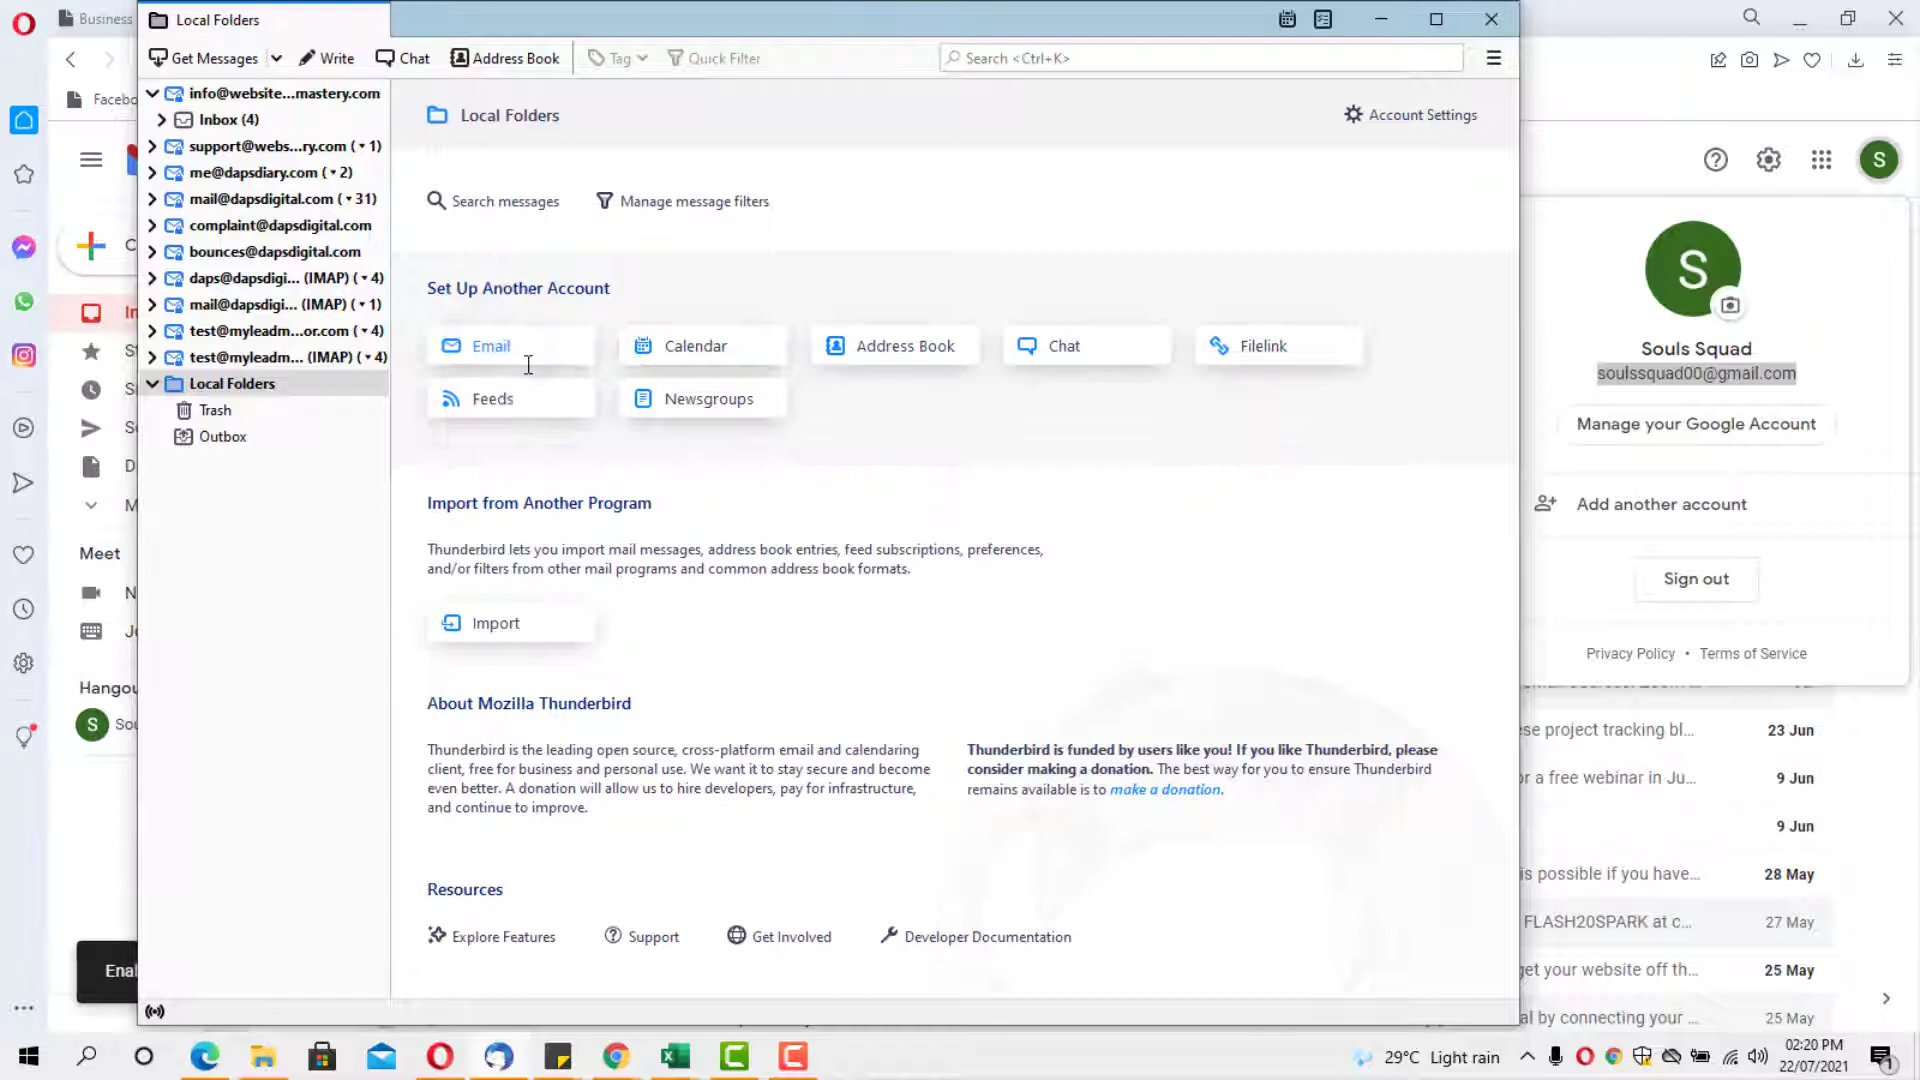 Business
Local Folders
Get Messages
Write
Chat
Address Book
Tag
Quick Filter
Search <Ctrl+K>
Facebo
info@website...mastery.com
Inbox (4)
support@webs...ry.com ( • 1)
me@dapsdiary.com ( • 2)
mail@dapsdigital.com ( • 31)
complaint@dapsdigital.com
bounces@dapsdigital.com
daps@dapsdigi... (IMAP) ( • 4)
mail@dapsdigi... (IMAP) ( • 1)
test@myleadm...or.com ( • 4)
test@myleadm... (IMAP) ( • 4)
Local Folders
Trash
Outbox
Local Folders
Account Settings
Search messages
Manage message filters
Set Up Another Account
Email
Calendar
Address Book
Chat
Filelink
Feeds
Newsgroups
Import from Another Program
Thunderbird lets you import mail messages, address book entries, feed subscriptions, preferences,
and/or filters from other mail programs and common address book formats.
Import
About Mozilla Thunderbird
Thunderbird is the leading open source, cross-platform email and calendaring
client, free for business and personal use. We want it to stay secure and become
even better. A donation will allow us to hire developers, pay for infrastructure,
and continue to improve.
Thunderbird is funded by users like you! If you like Thunderbird, please
consider making a donation. The best way for you to ensure Thunderbird
remains available is to make a donation.
Resources
Explore Features
Support
Get Involved
Developer Documentation
C
In
St
S
S
D
M
Meet
N
Jo
Hangou
S
Sou
Enal
S
S
Souls Squad
soulssquad00@gmail.com
Manage your Google Account
Add another account
Sign out
Privacy Policy • Terms of Service
ese project tracking bl...
23 Jun
or a free webinar in Ju...
9 Jun
9 Jun
is possible if you have...
28 May
FLASH20SPARK at c...
27 May
get your website off th...
25 May
al by connecting your ...
25 May
29°C Light rain
02:20 PM
22/07/2021
1